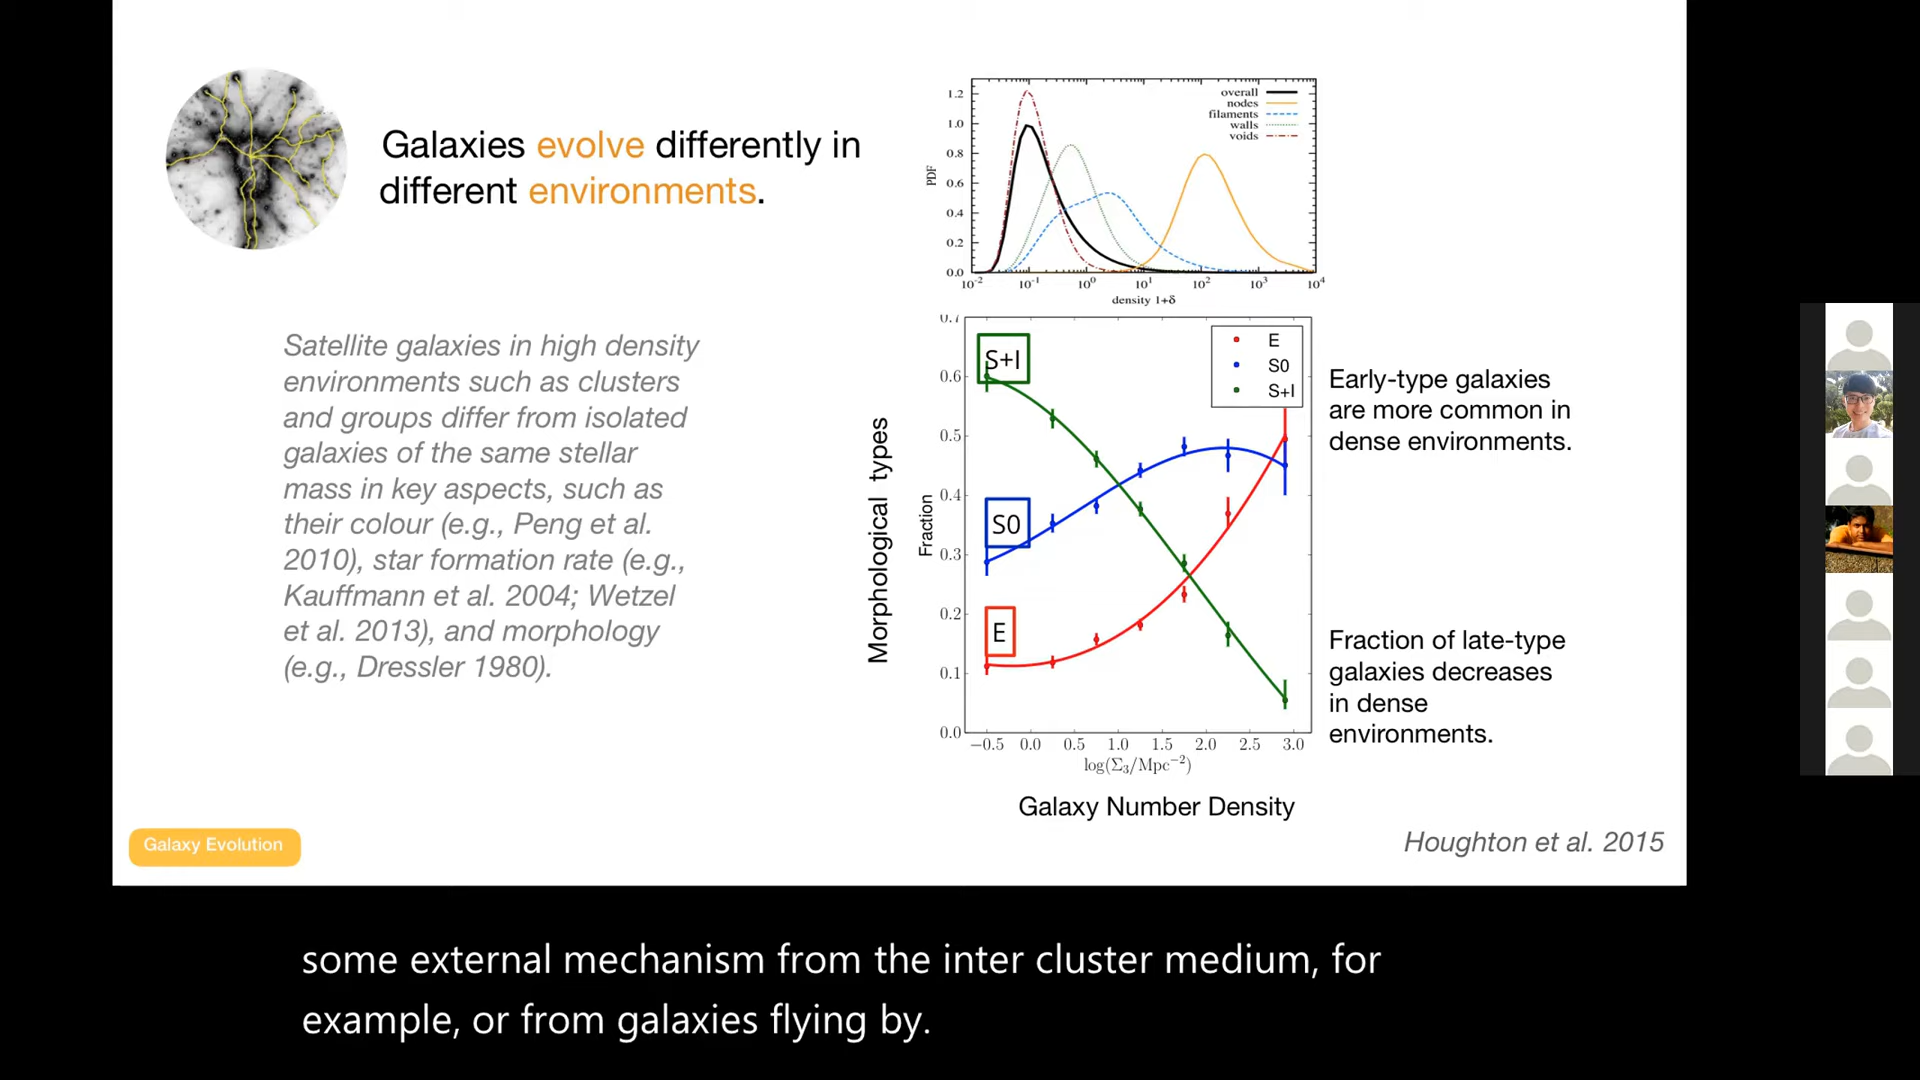 Galaxies evolve differently in
different environments.
Satellite galaxies in high density
environments such as clusters
and groups differ from isolated
galaxies of the same stellar
mass in key aspects, such as
their colour (e.g., Peng et al.
2010), star formation rate (e.g.,
Kauffmann et al. 2004; Wetzel
et al. 2013), and morphology
(e.g., Dressler 1980).
Galaxy Evolution
1.2
1.0
0.8
0.6
0.4
0.2
0.0
PDF
overall
nodes
filaments
walls
voids
10⁻² 10⁻¹ 10⁰ 10¹ 10² 10³ 10⁴
density 1+δ
Morphological types
Fraction
0.7
0.6
0.5
0.4
0.3
0.2
0.1
0.0
S+I
S0
E
E
S0
S+I
−0.5 0.0 0.5 1.0 1.5 2.0 2.5 3.0
log(Σ₃/Mpc⁻²)
Galaxy Number Density
Early-type galaxies
are more common in
dense environments.
Fraction of late-type
galaxies decreases
in dense
environments.
Houghton et al. 2015
some external mechanism from the inter cluster medium, for
example, or from galaxies flying by.